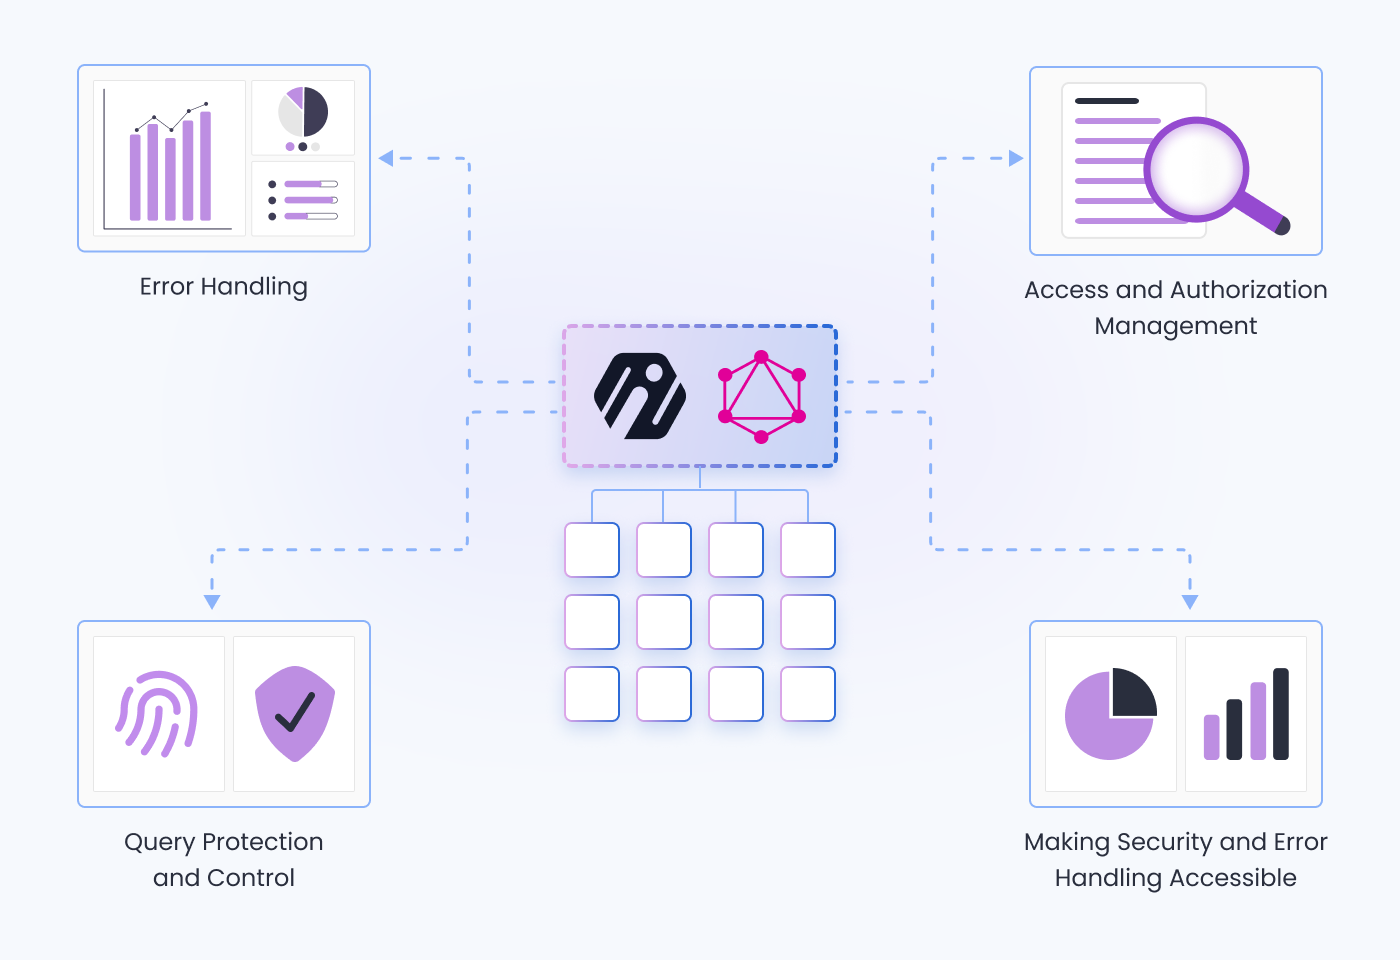 Error Handling
Access and Authorization
Management
Query Protection
and Control
Making Security and Error
Handling Accessible